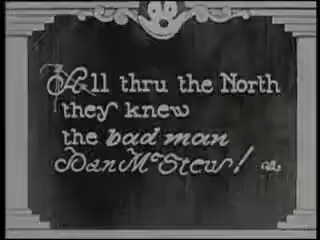 All thru the North
they knew
the bad man
Dan McStew!